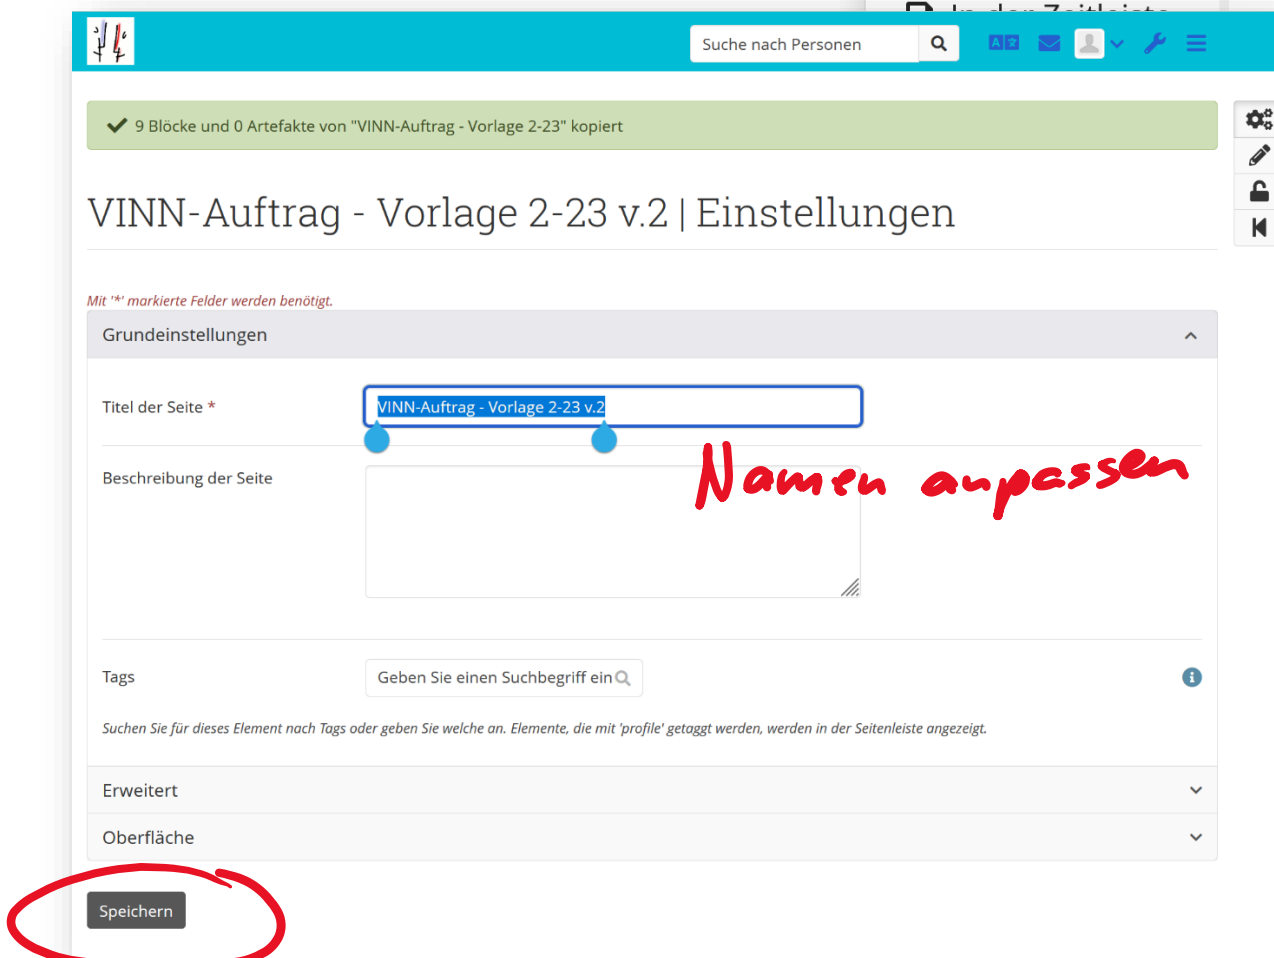 In der Zeitleiste
Suche nach Personen
9 Blöcke und 0 Artefakte von "VINN-Auftrag - Vorlage 2-23" kopiert
VINN-Auftrag - Vorlage 2-23 v.2 | Einstellungen
Mit '*' markierte Felder werden benötigt.
Grundeinstellungen
Titel der Seite *
VINN-Auftrag - Vorlage 2-23 v.2
Namen anpassen
Beschreibung der Seite
Tags
Geben Sie einen Suchbegriff ein
Suchen Sie für dieses Element nach Tags oder geben Sie welche an. Elemente, die mit 'profile' getaggt werden, werden in der Seitenleiste angezeigt.
Erweitert
Oberfläche
Speichern